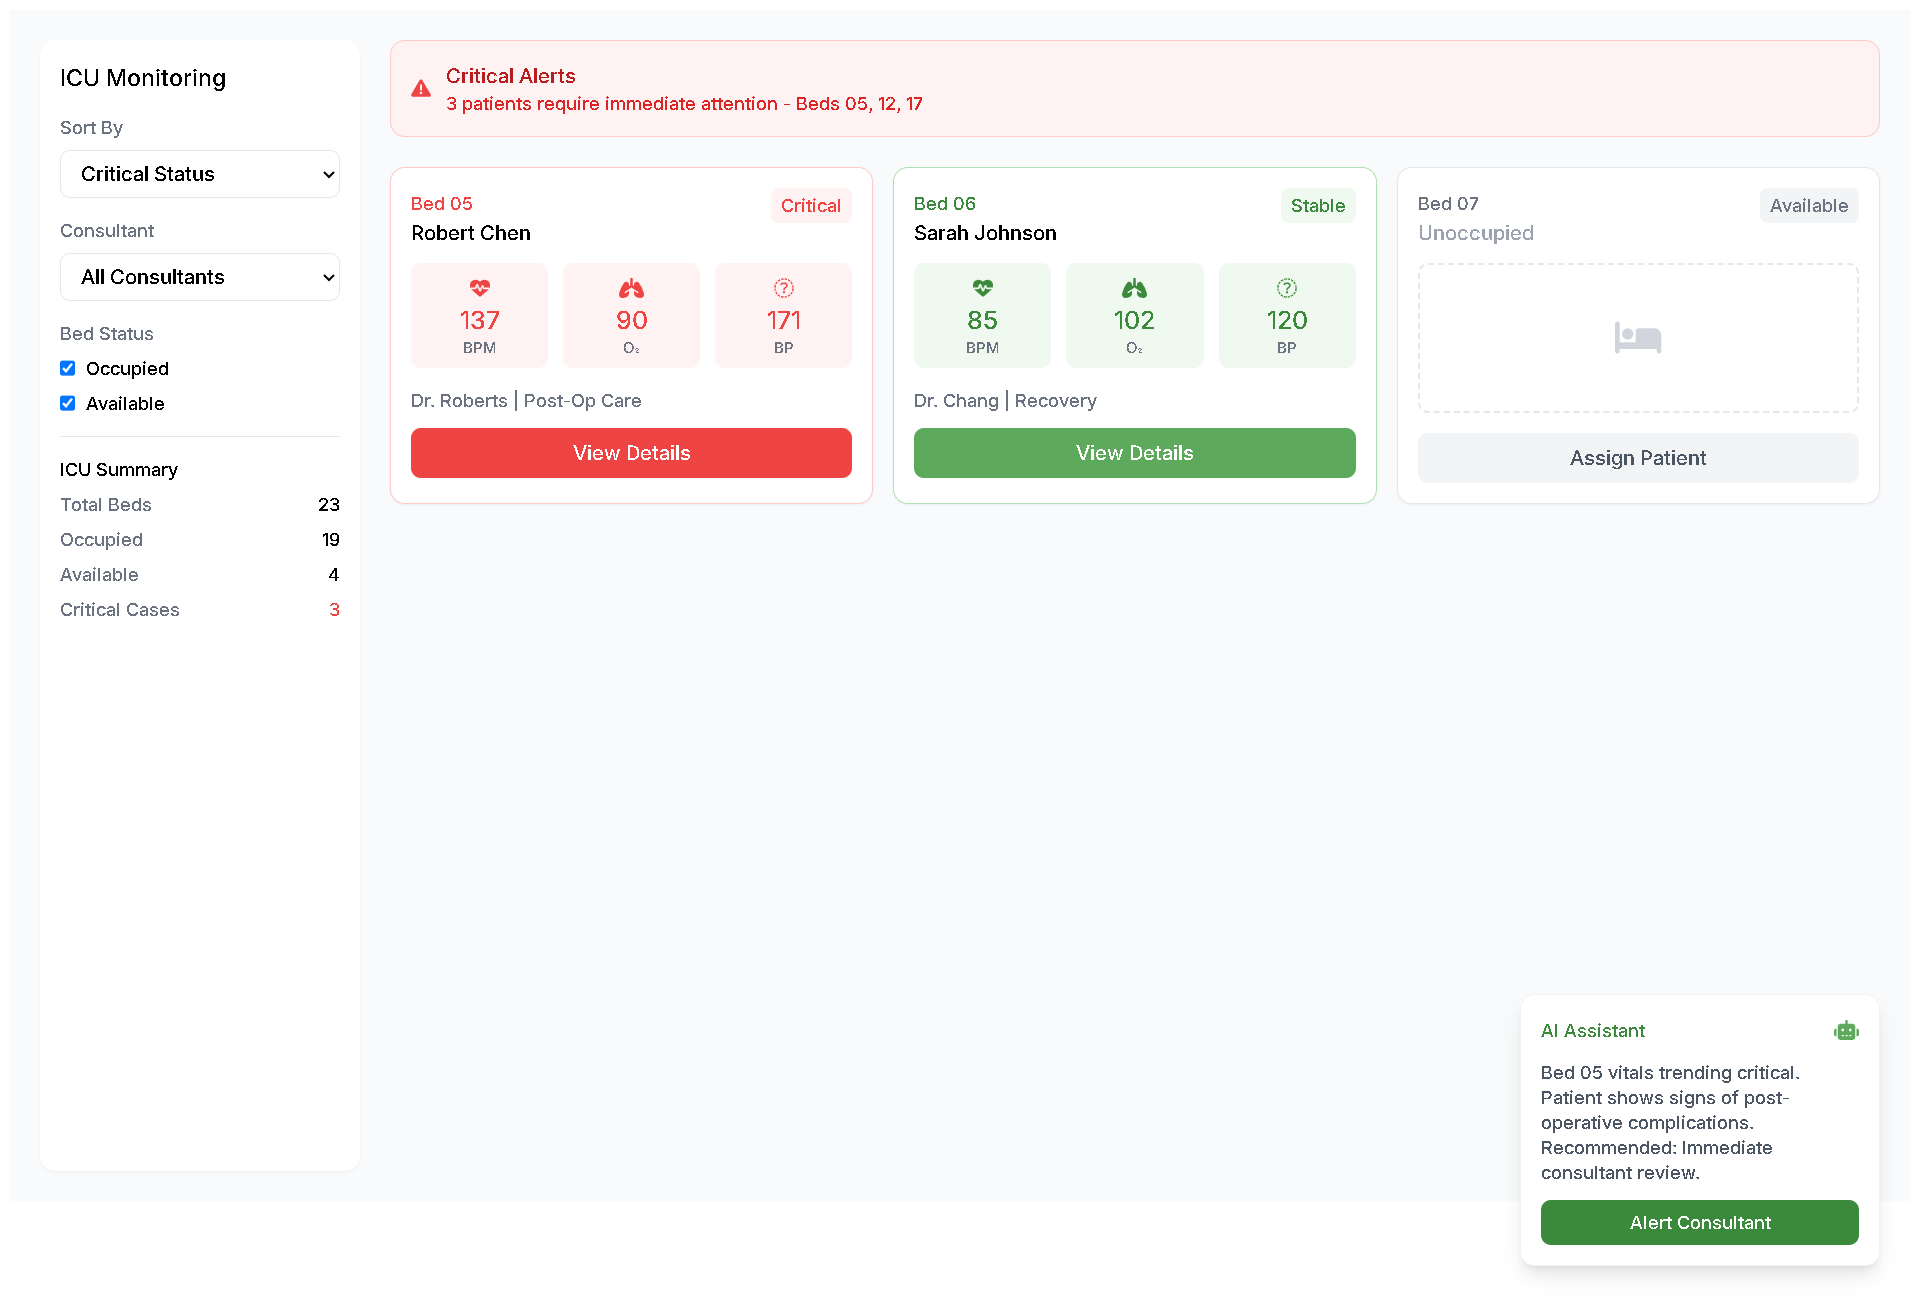 ICU Monitoring
Sort By
Critical Status
Consultant
All Consultants
Bed Status
Occupied
Available
ICU Summary
Total Beds 23
Occupied 19
Available 4
Critical Cases 3
Critical Alerts
3 patients require immediate attention - Beds 05, 12, 17
Bed 05
Critical
Robert Chen
137 90 171
BPM O₂ BP
Dr. Roberts | Post-Op Care
View Details
Bed 06
Stable
Sarah Johnson
85 102 120
BPM O₂ BP
Dr. Chang | Recovery
View Details
Bed 07
Available
Unoccupied
Assign Patient
AI Assistant
Bed 05 vitals trending critical.
Patient shows signs of post-
operative complications.
Recommended: Immediate
consultant review.
Alert Consultant